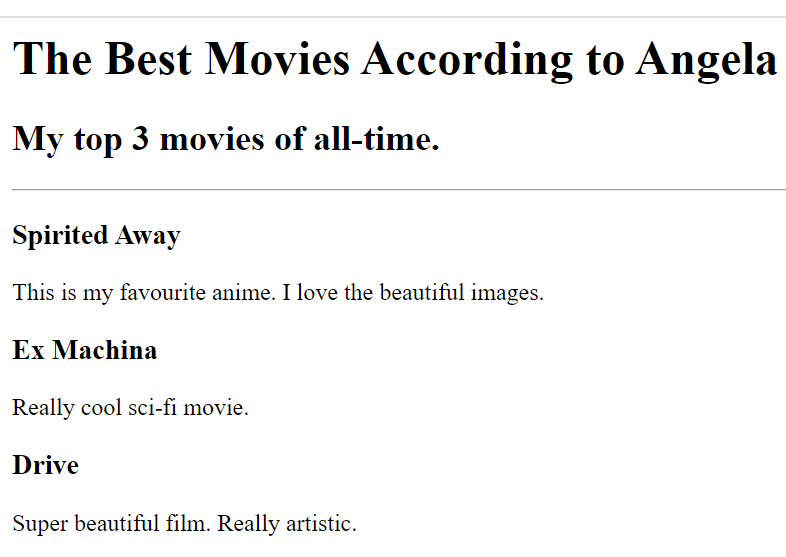 The Best Movies According to Angela
My top 3 movies of all-time.
Spirited Away
This is my favourite anime. I love the beautiful images.
Ex Machina
Really cool sci-fi movie.
Drive
Super beautiful film. Really artistic.